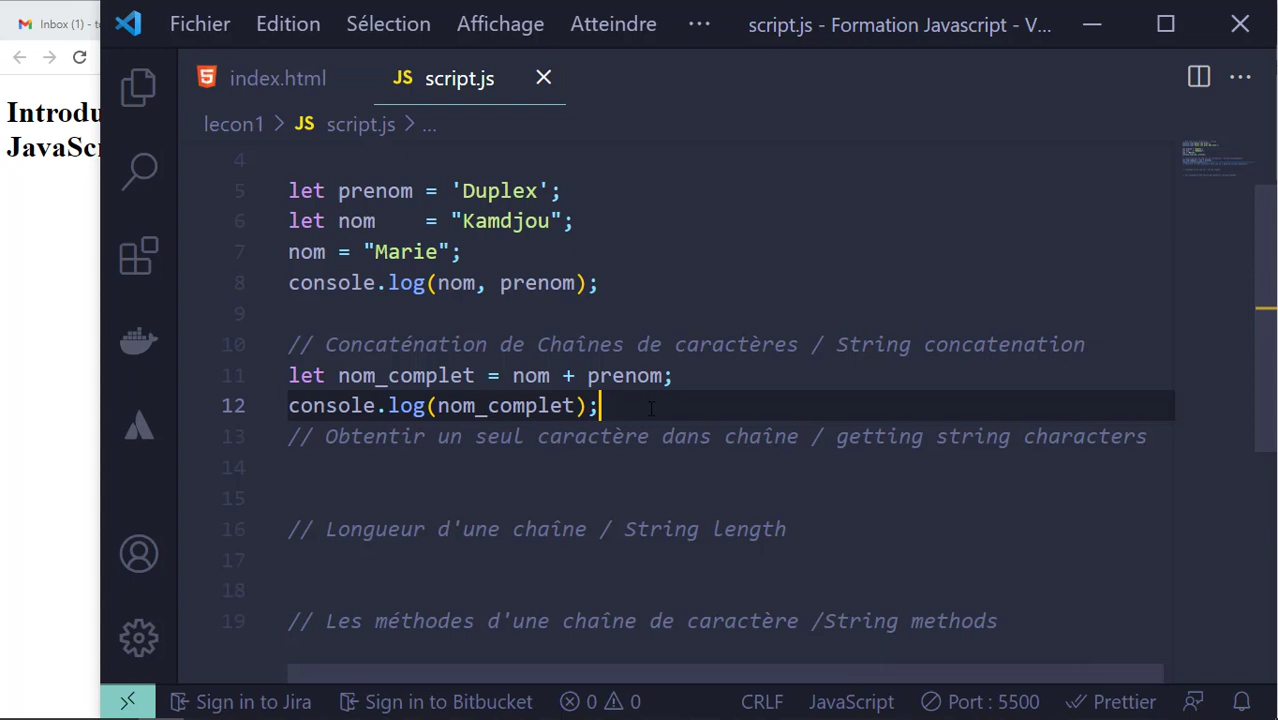 Inbox (1) - t
Fichier Edition Sélection Affichage Atteindre ··· script.js - Formation Javascript - V...
index.html JS script.js
lecon1 > JS script.js > ...
Introdu
JavaScr
4
5 let prenom = 'Duplex';
6 let nom    = "Kamdjou";
7 nom = "Marie";
8 console.log(nom, prenom);
9
10 // Concaténation de Chaînes de caractères / String concatenation
11 let nom_complet = nom + prenom;
12 console.log(nom_complet);
13 // Obtentir un seul caractère dans chaîne / getting string characters
14
15
16 // Longueur d'une chaîne / String length
17
18
19 // Les méthodes d'une chaîne de caractère /String methods
Sign in to Jira Sign in to Bitbucket 0 0 CRLF JavaScript Port : 5500 Prettier